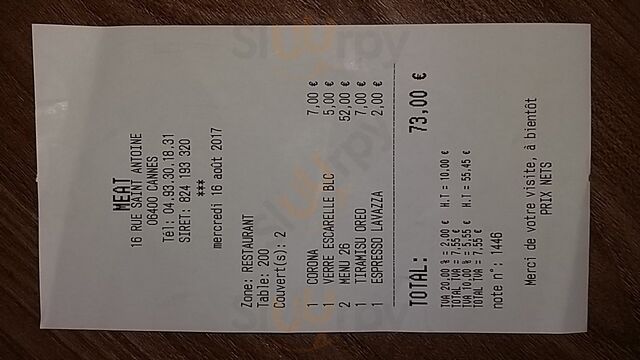 MEAT
16 RUE SAINT ANTOINE
06400 CANNES
Tél: 04.93.30.18.31
SIRET: 824 193 320
***
mercredi 16 août 2017
Zone: RESTAURANT
Table: 200
Couvert(s): 2
1 CORONA 7,00 €
1 VERRE ESCARELLE BLC 5,00 €
2 MENU 26 52,00 €
1 TIRAMISU OREO 7,00 €
1 ESPRESSO LAVAZZA 2,00 €
TOTAL: 73,00 €
TVA 20.00 % = 2,00 € H.T = 10,00 €
TOTAL TVA = 7,55 €
TVA 10,00 % = 5,55 € H.T = 55,45 €
TOTAL TVA = 7,55 €
note n°: 1446
Merci de votre visite, à bientôt
PRIX NETS
Sluurpy